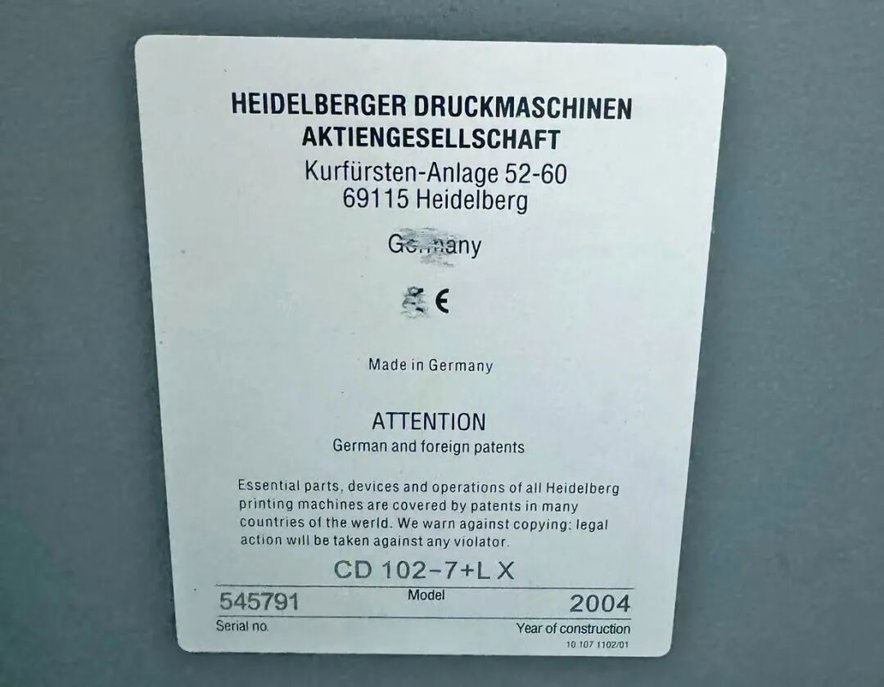 HEIDELBERGER DRUCKMASCHINEN
AKTIENGESELLSCHAFT
Kurfürsten-Anlage 52-60
69115 Heidelberg
Germany
C€
Made in Germany
ATTENTION
German and foreign patents
Essential parts, devices and operations of all Heidelberg
printing machines are covered by patents in many
countries of the werld. We warn against copying: legal
action will be taken against any violator.
CD 102-7+L X
Model
545791 2004
Serial no. Year of construction
10 107 1102/01